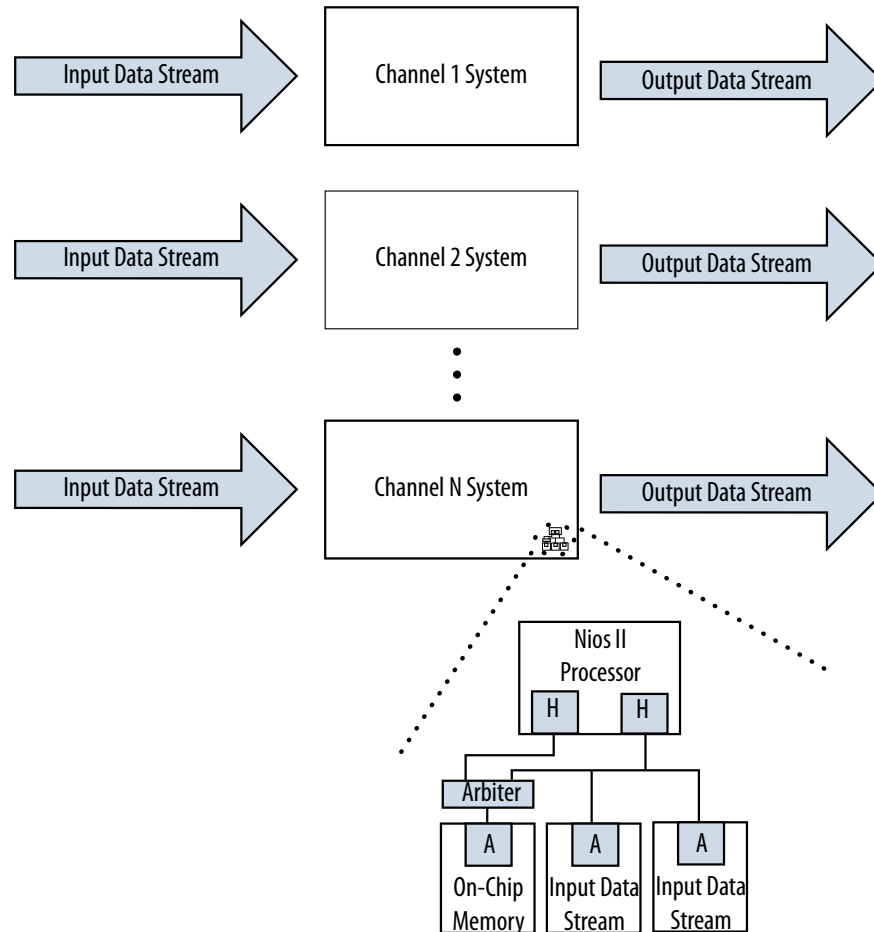 Input Data Stream
Channel 1 System
Output Data Stream
Input Data Stream
Channel 2 System
Output Data Stream
Input Data Stream
Channel N System
Output Data Stream
Nios II
Processor
H
H
Arbiter
A
A
A
On-Chip
Memory
Input Data
Stream
Input Data
Stream